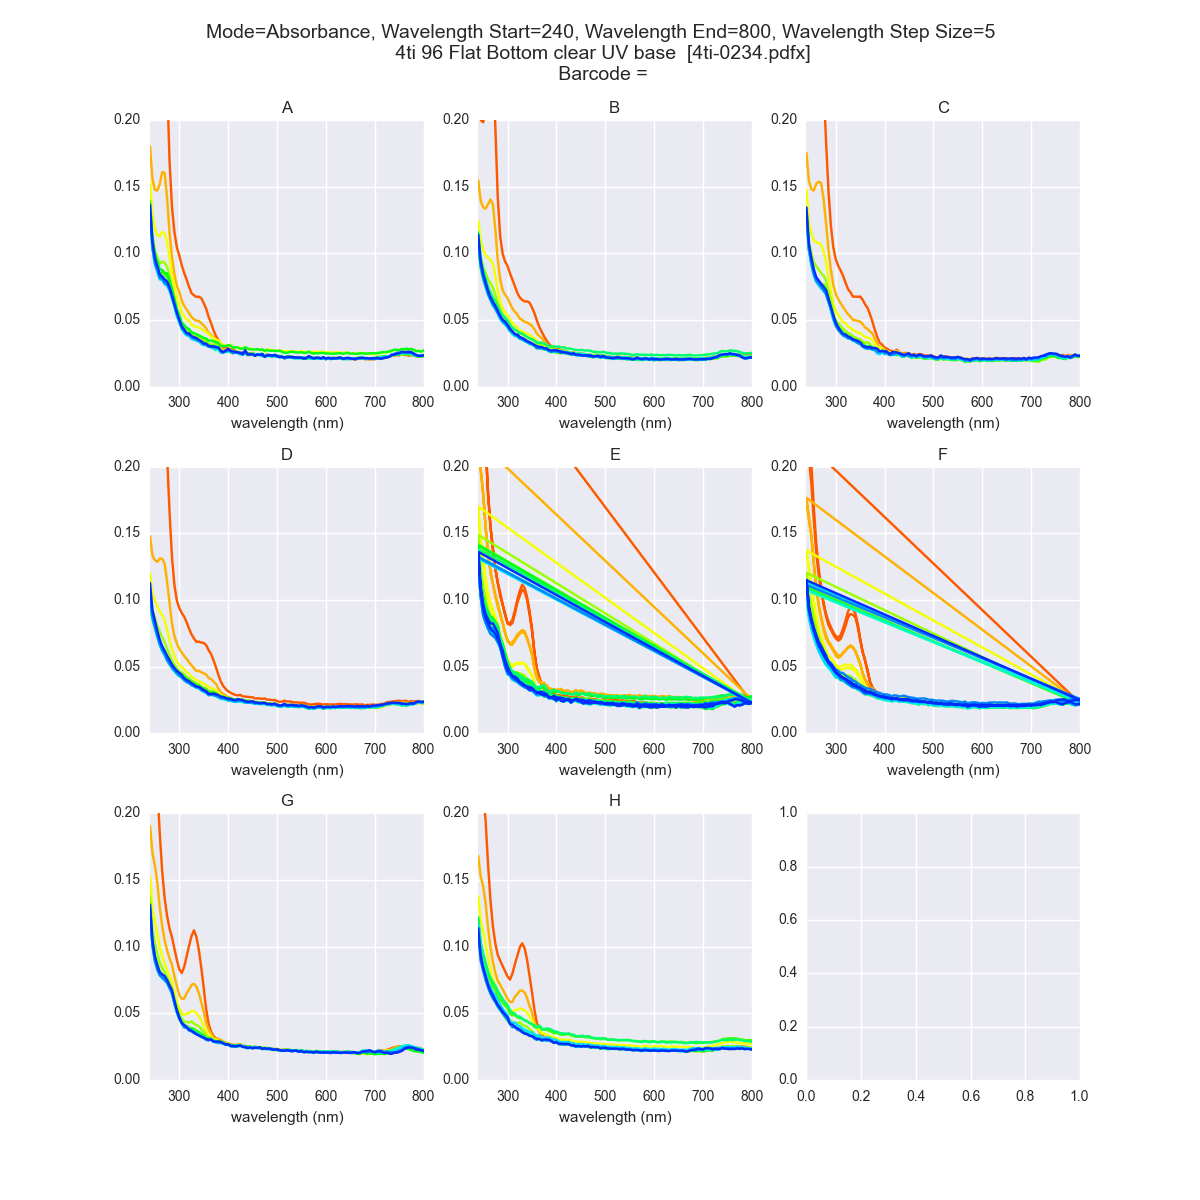 Mode=Absorbance, Wavelength Start=240, Wavelength End=800, Wavelength Step Size=5
4ti 96 Flat Bottom clear UV base  [4ti-0234.pdfx]
Barcode =
A
B
C
0.20 0.20 0.20
0.15 0.15 0.15
0.10 0.10 0.10
0.05 0.05 0.05
0.00 0.00 0.00
300 400 500 600 700 800 300 400 500 600 700 800 300 400 500 600 700 800
wavelength (nm) wavelength (nm) wavelength (nm)
D
E
F
0.20 0.20 0.20
0.15 0.15 0.15
0.10 0.10 0.10
0.05 0.05 0.05
0.00 0.00 0.00
300 400 500 600 700 800 300 400 500 600 700 800 300 400 500 600 700 800
wavelength (nm) wavelength (nm) wavelength (nm)
G
H
0.20 0.20 1.0
0.15 0.15 0.8
0.10 0.10 0.6
0.05 0.05 0.4
0.00 0.00 0.2
0.0
300 400 500 600 700 800 300 400 500 600 700 800 0.0 0.2 0.4 0.6 0.8 1.0
wavelength (nm) wavelength (nm)